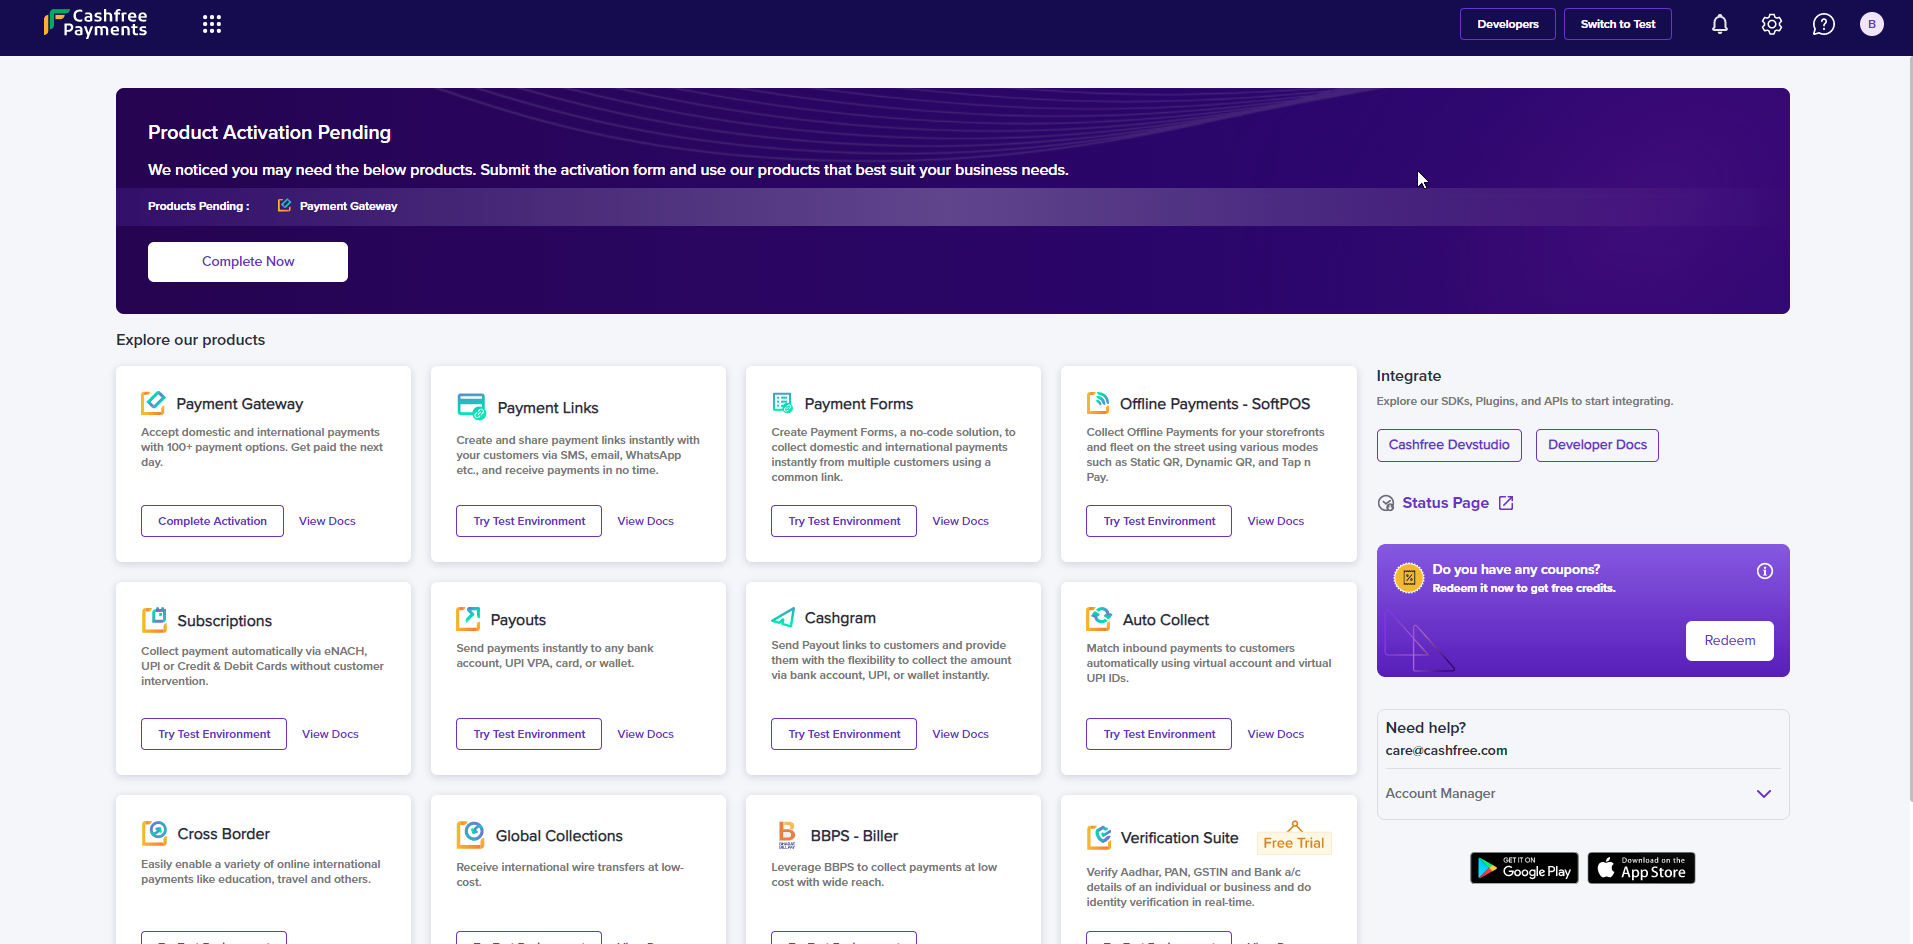 Cashfree
Payments
Developers
Switch to Test
B
Product Activation Pending
We noticed you may need the below products. Submit the activation form and use our products that best suit your business needs.
Products Pending :
Payment Gateway
Complete Now
Explore our products
Payment Gateway
Accept domestic and international payments
with 100+ payment options. Get paid the next
day.
Complete Activation
View Docs
Payment Links
Create and share payment links instantly with
your customers via SMS, email, WhatsApp
etc., and receive payments in no time.
Try Test Environment
View Docs
Payment Forms
Create Payment Forms, a no-code solution, to
collect domestic and international payments
instantly from multiple customers using a
common link.
Try Test Environment
View Docs
Offline Payments - SoftPOS
Collect Offline Payments for your storefronts
and fleet on the street using various modes
such as Static QR, Dynamic QR, and Tap n
Pay.
Try Test Environment
View Docs
Subscriptions
Collect payment automatically via eNACH,
UPI or Credit & Debit Cards without customer
intervention.
Try Test Environment
View Docs
Payouts
Send payments instantly to any bank
account, UPI VPA, card, or wallet.
Try Test Environment
View Docs
Cashgram
Send Payout links to customers and provide
them with the flexibility to collect the amount
via bank account, UPI, or wallet instantly.
Try Test Environment
View Docs
Auto Collect
Match inbound payments to customers
automatically using virtual account and virtual
UPI IDs.
Try Test Environment
View Docs
Cross Border
Easily enable a variety of online international
payments like education, travel and others.
Global Collections
Receive international wire transfers at low-
cost.
BBPS - Biller
Leverage BBPS to collect payments at low
cost with wide reach.
Verification Suite
Free Trial
Verify Aadhar, PAN, GSTIN and Bank a/c
details of an individual or business and do
identity verification in real-time.
Integrate
Explore our SDKs, Plugins, and APIs to start integrating.
Cashfree Devstudio
Developer Docs
Status Page
Do you have any coupons?
Redeem it now to get free credits.
Redeem
Need help?
care@cashfree.com
Account Manager
GET IT ON
Google Play
Download on the
App Store